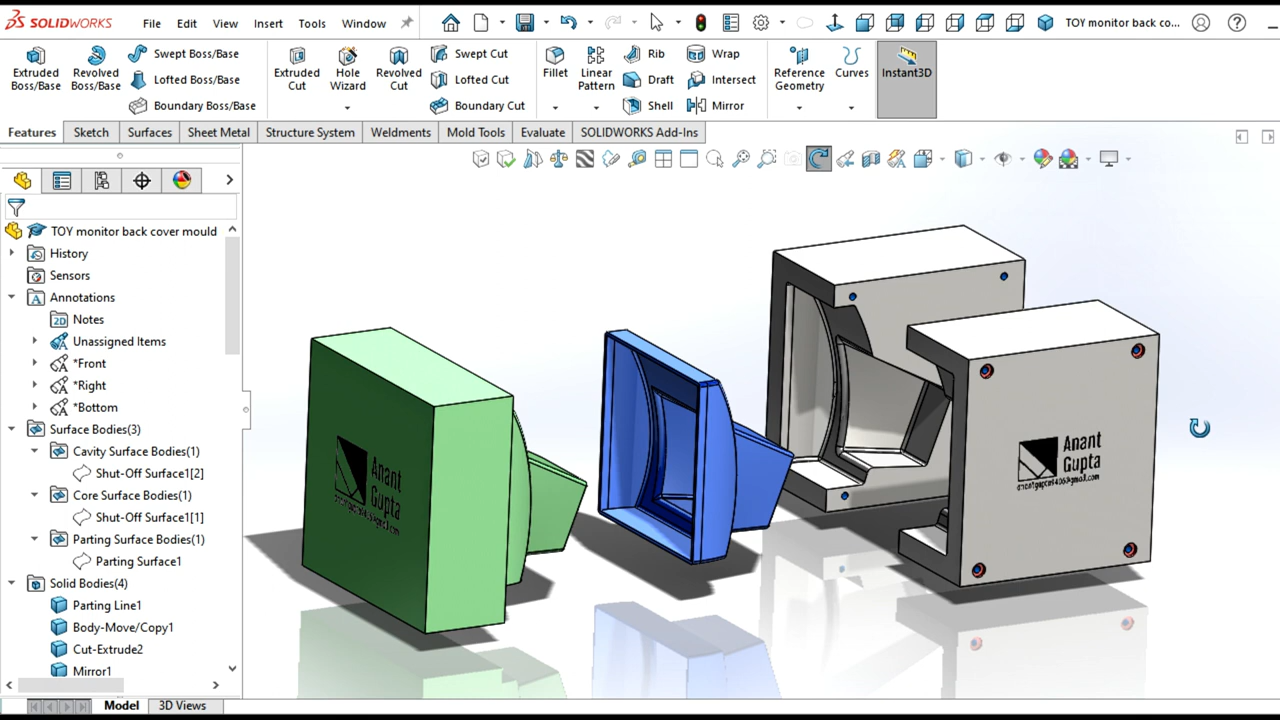 SOLIDWORKS
File Edit View Insert Tools Window
TOY monitor back co...
Extruded Boss/Base
Revolved Boss/Base
Swept Boss/Base
Lofted Boss/Base
Boundary Boss/Base
Extruded Cut
Hole Wizard
Revolved Cut
Swept Cut
Lofted Cut
Boundary Cut
Fillet
Linear Pattern
Rib
Draft
Shell
Wrap
Intersect
Mirror
Reference Geometry
Curves
Instant3D
Features Sketch Surfaces Sheet Metal Structure System Weldments Mold Tools Evaluate SOLIDWORKS Add-Ins
TOY monitor back cover mould
History
Sensors
Annotations
Notes
Unassigned Items
*Front
*Right
*Bottom
Surface Bodies(3)
Cavity Surface Bodies(1)
Shut-Off Surface1[2]
Core Surface Bodies(1)
Shut-Off Surface1[1]
Parting Surface Bodies(1)
Parting Surface1
Solid Bodies(4)
Parting Line1
Body-Move/Copy1
Cut-Extrude2
Mirror1
Anant
Gupta
Anant
Gupta
Model 3D Views